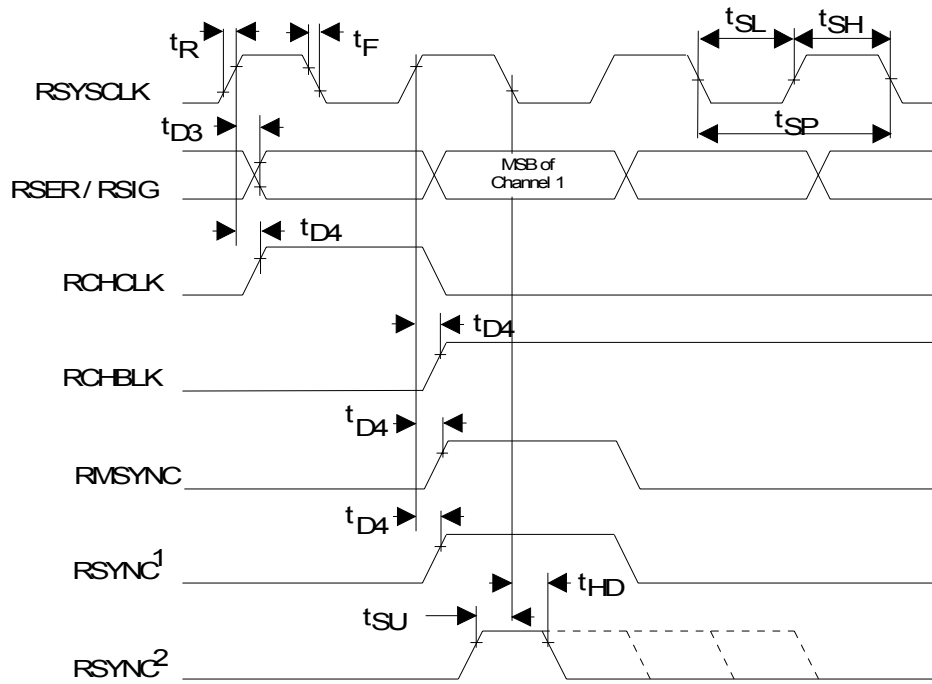 tR tF tSL tSH
RSYSCLK
tD3 tSP
RSER / RSIG MSB of
Channel 1
tD4
RCHCLK
tD4
RCHBLK
tD4
RMSYNC
tD4
RSYNC1
tHD
tSU
RSYNC2